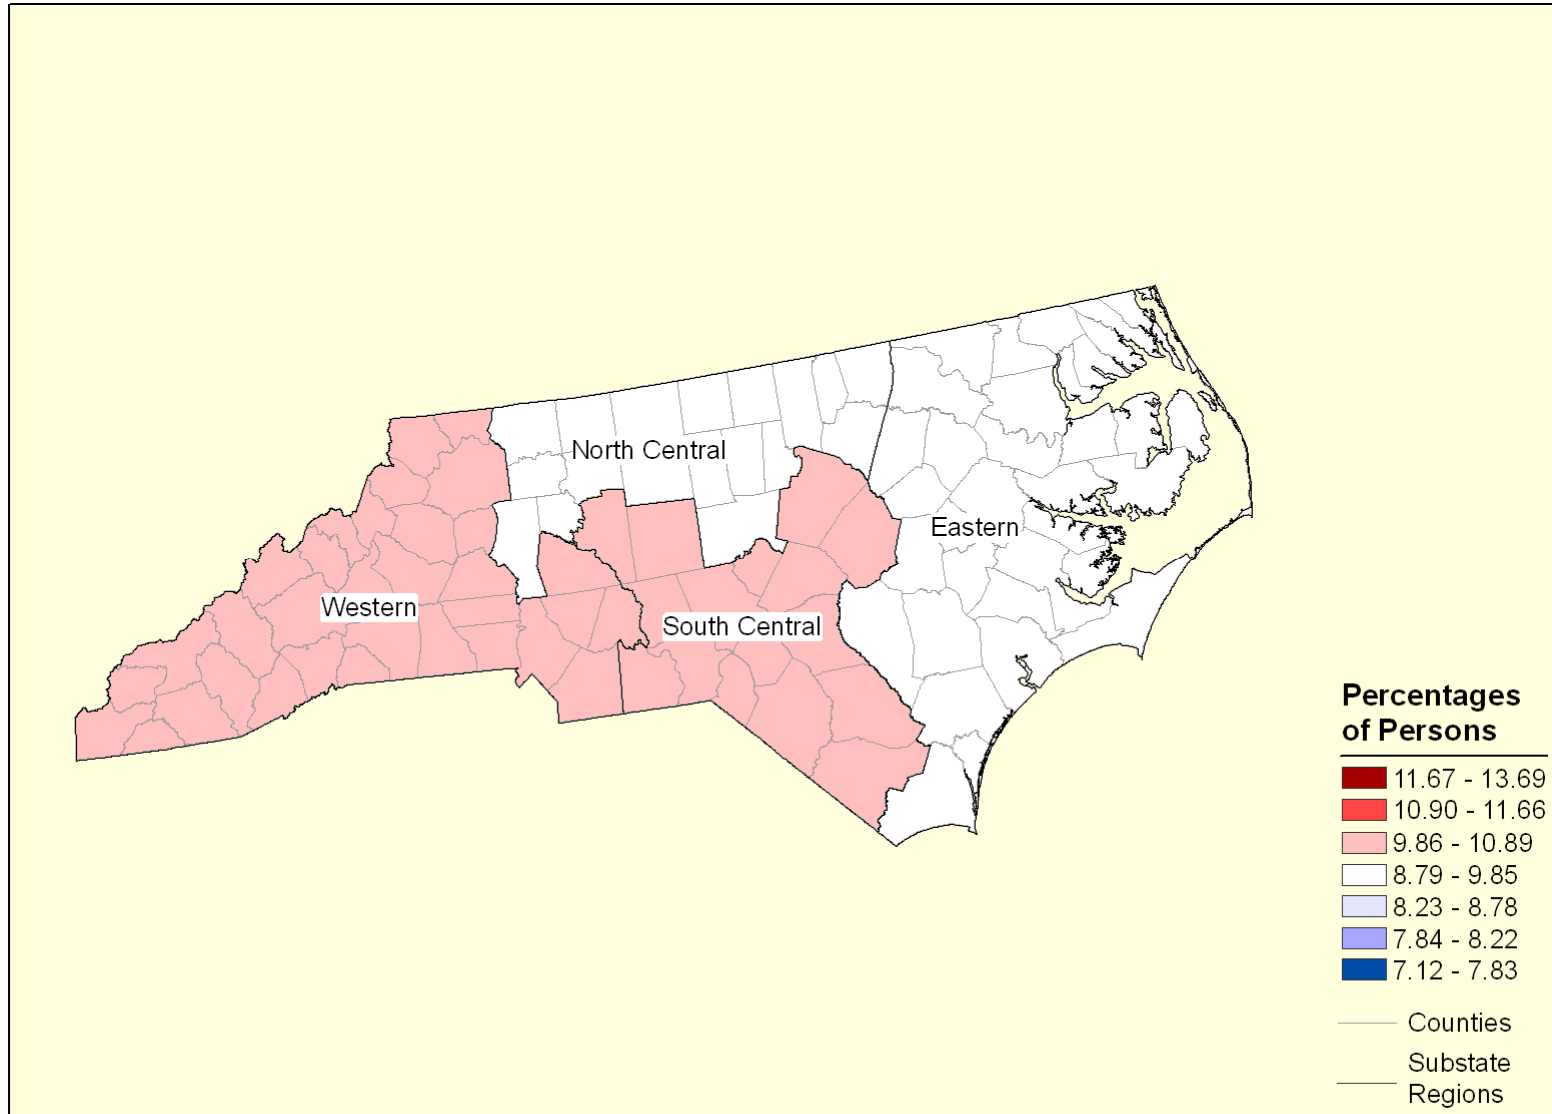 North Central
Eastern
Western
South Central
Percentages
of Persons
11.67 - 13.69
10.90 - 11.66
9.86 - 10.89
8.79 - 9.85
8.23 - 8.78
7.84 - 8.22
7.12 - 7.83
Counties
Substate
Regions